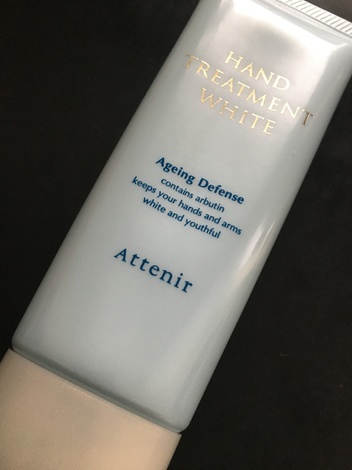 HAND
TREATMENT
WHITE
Ageing Defense
contains arbutin
keeps your hands and arms
white and youthful
Attenir